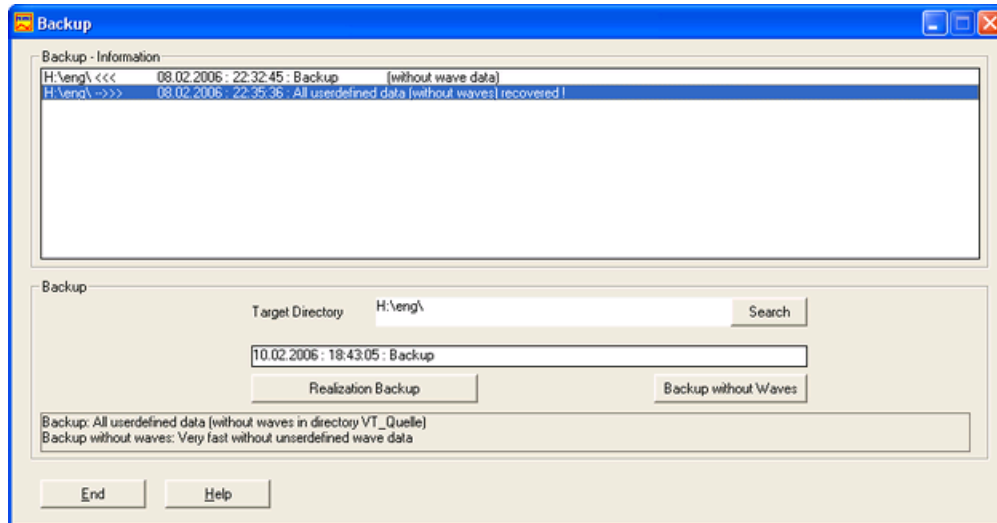 Backup
Backup - Information
H:\eng\ <<< 08.02.2006 : 22:32:45 : Backup (without wave data)
H:\eng\ -->>> 08.02.2006 : 22:35:36 : All userdefined data (without waves) recovered !
Backup
Target Directory H:\eng\ Search
10.02.2006 : 18:43:05 : Backup
Realization Backup Backup without Waves
Backup: All userdefined data (without waves in directory VT_Quelle)
Backup without waves: Very fast without unserdefined wave data
End Help